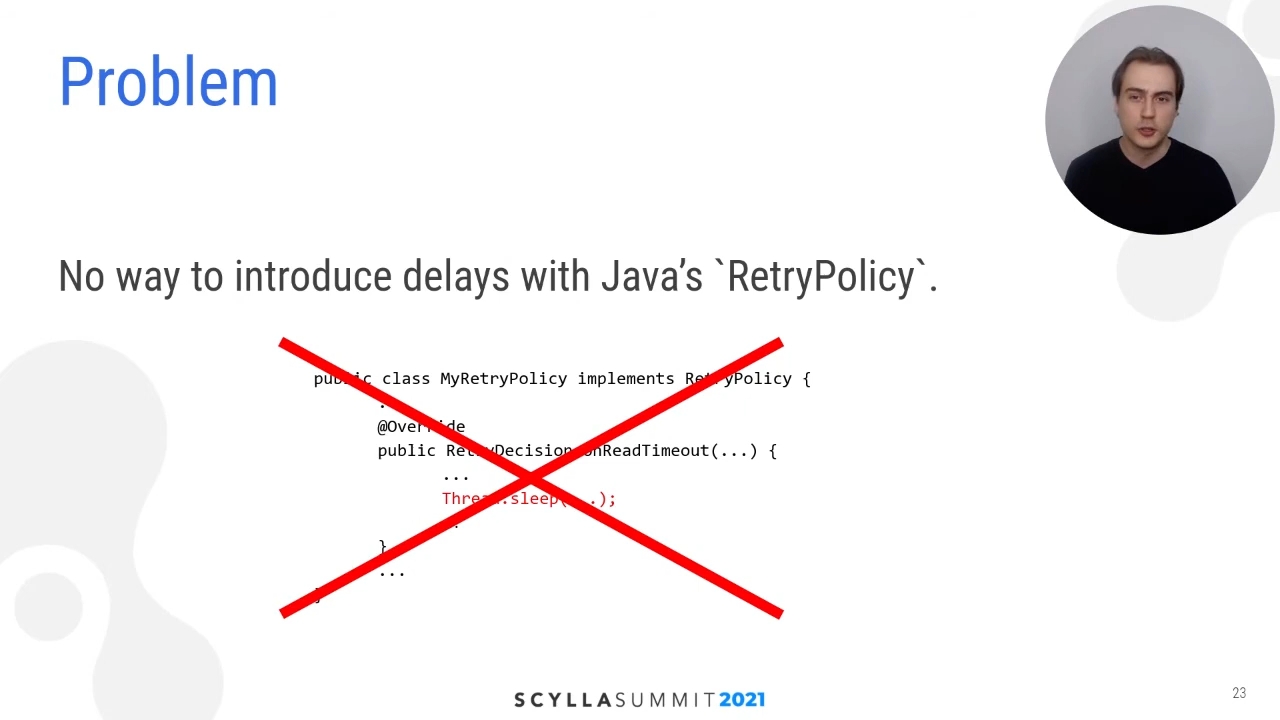 Problem
No way to introduce delays with Java’s `RetryPolicy`.
public class MyRetryPolicy implements RetryPolicy {
@Override
public RetryDecision onReadTimeout(...) {
...
Thread.sleep(...);
}
...
}
SCYLLASUMMIT2021
23